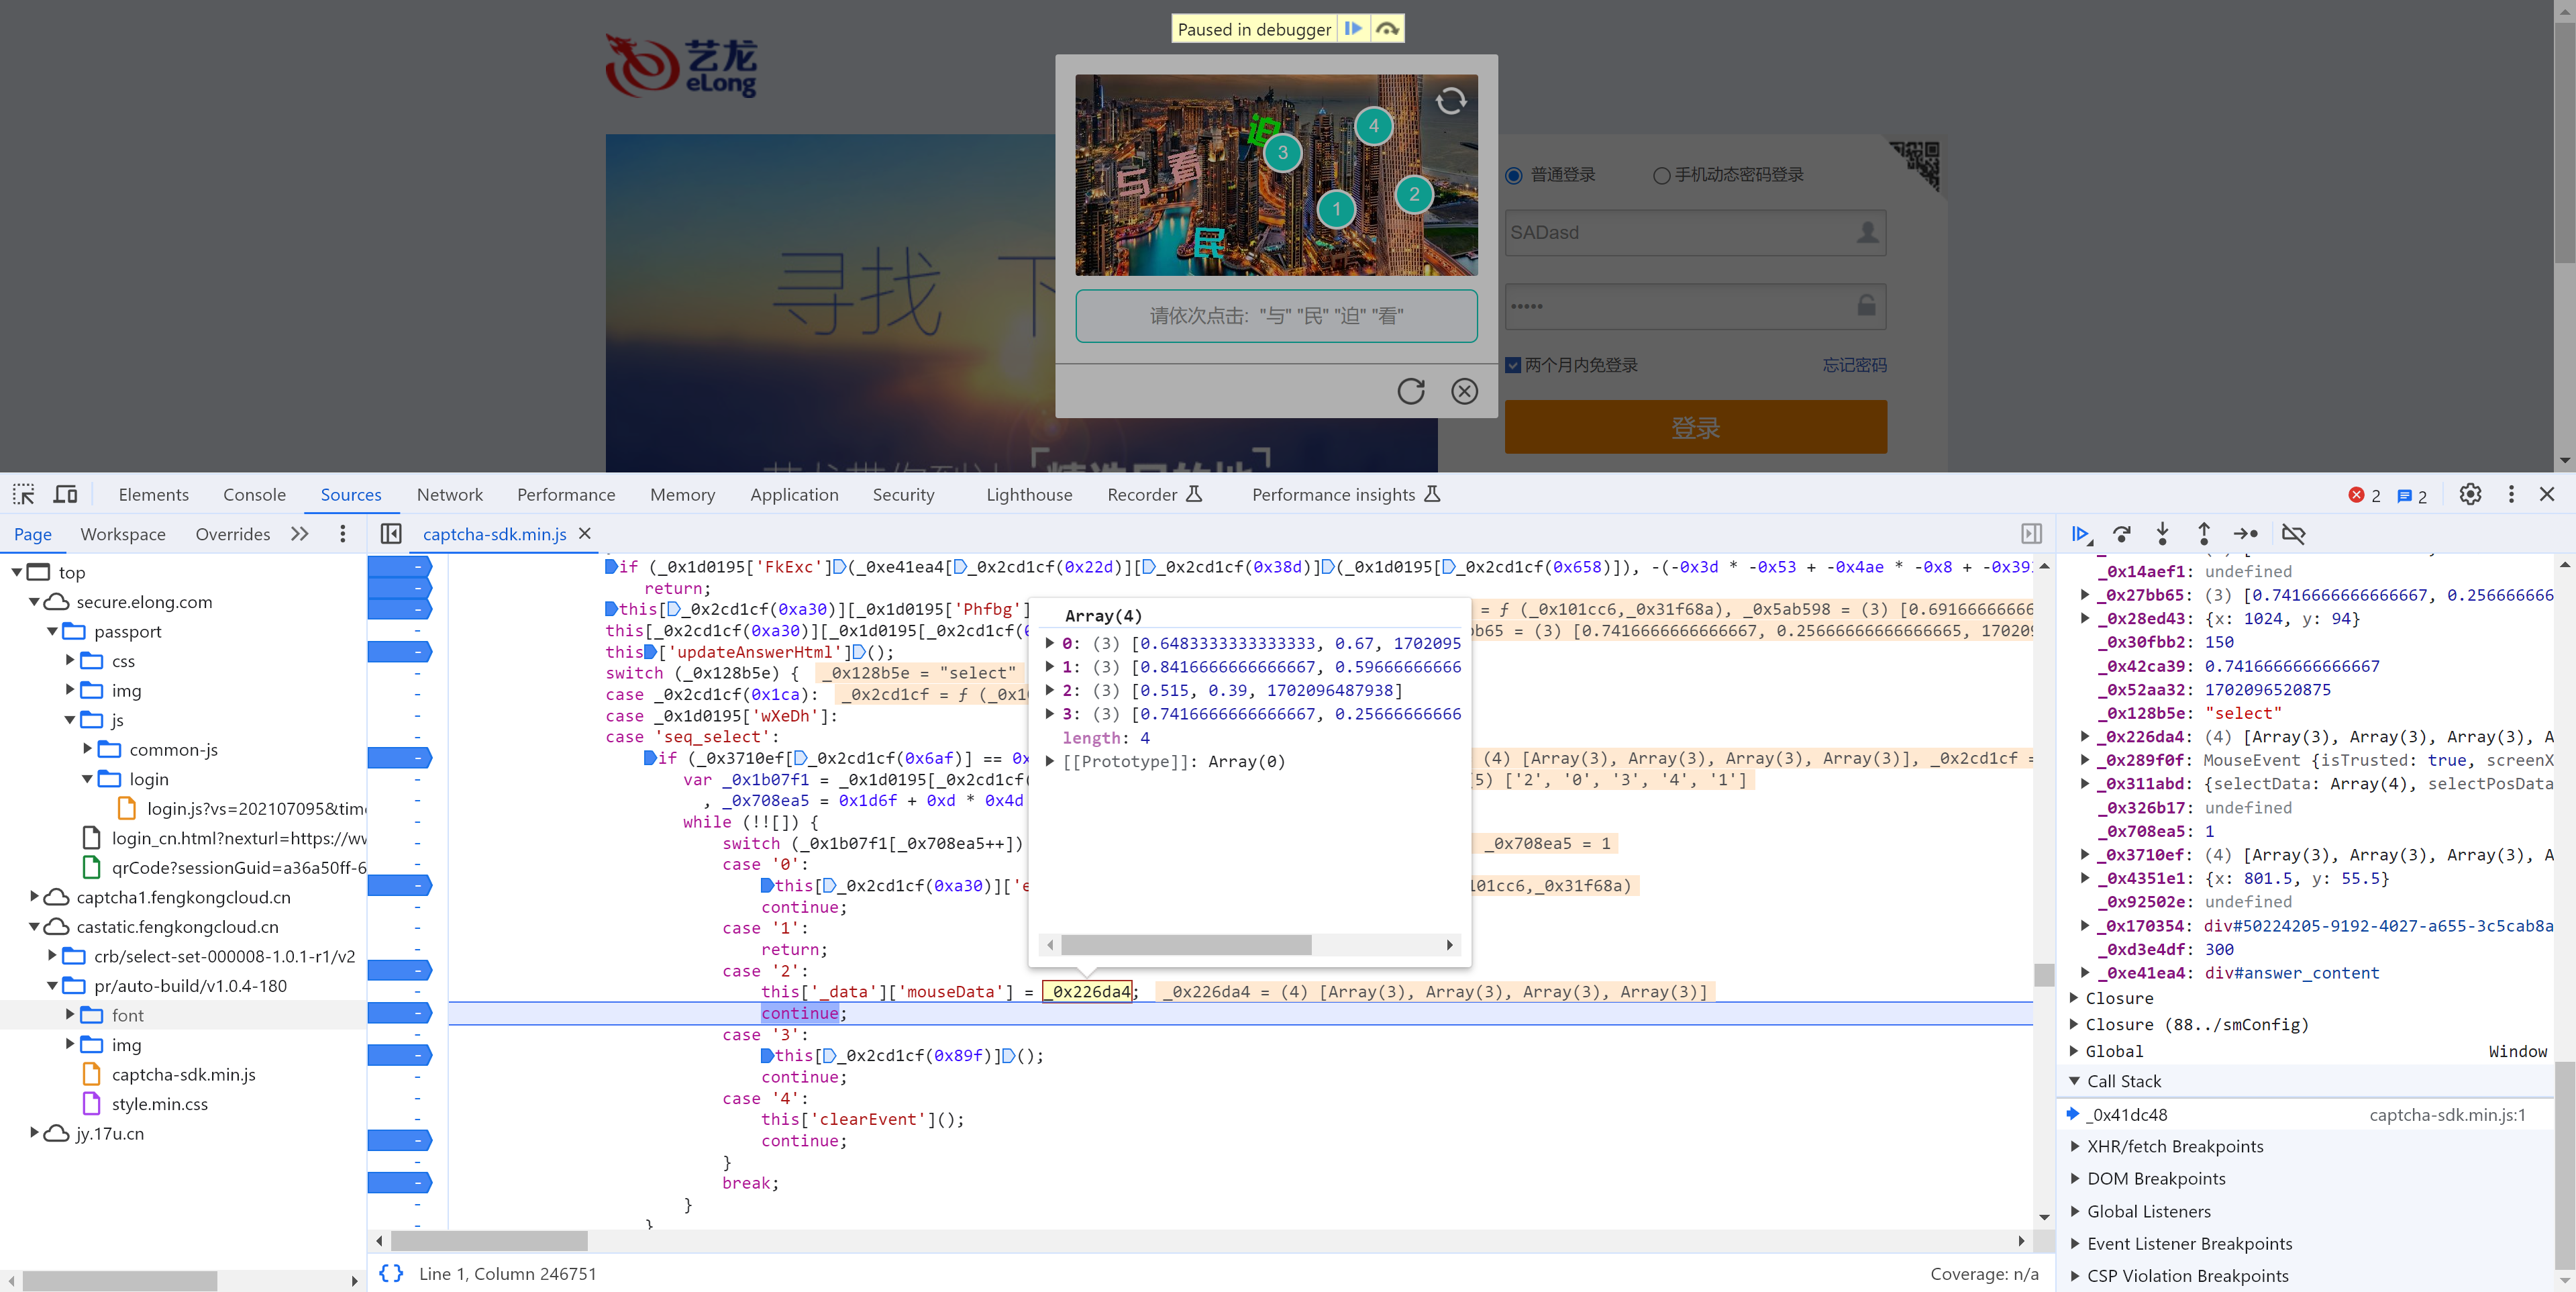 Paused in debugger
艺龙
eLong
迫
4
3
与 看
2
1
民
请依次点击: "与" "民" "迫" "看"
普通登录
手机动态密码登录
SADasd
•••••
两个月内免登录
忘记密码
登录
寻找 下
Elements
Console
Sources
Network
Performance
Memory
Application
Security
Lighthouse
Recorder
Performance insights
2
2
Page
Workspace
Overrides
captcha-sdk.min.js
top
secure.elong.com
passport
css
img
js
common-js
login
login.js?vs=202107095&tim
login_cn.html?nexturl=https://w
qrCode?sessionGuid=a36a50ff-6
captcha1.fengkongcloud.cn
castatic.fengkongcloud.cn
crb/select-set-000008-1.0.1-r1/v2
pr/auto-build/v1.0.4-180
font
img
captcha-sdk.min.js
style.min.css
jy.17u.cn
if (_0x1d0195['FkExc'](_0xe41ea4[_0x2cd1cf(0x22d)][_0x2cd1cf(0x38d)](_0x1d0195[_0x2cd1cf(0x658)]), -(-0x3d * -0x53 + -0x4ae * -0x8 + -0x39
return;
this[_0x2cd1cf(0xa30)][_0x1d0195['Phfbg'] = ƒ (_0x101cc6,_0x31f68a), _0x5ab598 = (3) [0.69166666666
this[_0x2cd1cf(0xa30)][_0x1d0195[_0x2cd1cf( b65 = (3) [0.7416666666666667, 0.25666666666666665, 17020
this['updateAnswerHtml']();
switch (_0x128b5e) { _0x128b5e = "select"
case _0x2cd1cf(0x1ca): _0x2cd1cf = ƒ (_0x1
case _0x1d0195['wXeDh']:
case 'seq_select':
if (_0x3710ef[_0x2cd1cf(0x6af)] == 0x (4) [Array(3), Array(3), Array(3), Array(3)], _0x2cd1cf =
var _0x1b07f1 = _0x1d0195[_0x2cd1cf( 5) ['2', '0', '3', '4', '1']
, _0x708ea5 = 0x1d6f + 0xd * 0x4d
while (!![]) {
switch (_0x1b07f1[_0x708ea5++]) _0x708ea5 = 1
case '0':
this[_0x2cd1cf(0xa30)]['e 101cc6,_0x31f68a)
continue;
case '1':
return;
case '2':
this['_data']['mouseData'] = _0x226da4; _0x226da4 = (4) [Array(3), Array(3), Array(3), Array(3)]
continue;
case '3':
this[_0x2cd1cf(0x89f)]();
continue;
case '4':
this['clearEvent']();
continue;
}
break;
}
}
Array(4)
0: (3) [0.6483333333333333, 0.67, 1702095
1: (3) [0.8416666666666667, 0.59666666666
2: (3) [0.515, 0.39, 1702096487938]
3: (3) [0.7416666666666667, 0.25666666666
length: 4
[[Prototype]]: Array(0)
{} Line 1, Column 246751
Coverage: n/a
_0x14aef1: undefined
_0x27bb65: (3) [0.7416666666666667, 0.256666666
_0x28ed43: {x: 1024, y: 94}
_0x30fbb2: 150
_0x42ca39: 0.7416666666666667
_0x52aa32: 1702096520875
_0x128b5e: "select"
_0x226da4: (4) [Array(3), Array(3), Array(3), A
_0x289f0f: MouseEvent {isTrusted: true, screenX
_0x311abd: {selectData: Array(4), selectPosData
_0x326b17: undefined
_0x708ea5: 1
_0x3710ef: (4) [Array(3), Array(3), Array(3), A
_0x4351e1: {x: 801.5, y: 55.5}
_0x92502e: undefined
_0x170354: div#50224205-9192-4027-a655-3c5cab8a
_0xd3e4df: 300
_0xe41ea4: div#answer_content
Closure
Closure (88../smConfig)
Global
Window
Call Stack
_0x41dc48
captcha-sdk.min.js:1
XHR/fetch Breakpoints
DOM Breakpoints
Global Listeners
Event Listener Breakpoints
CSP Violation Breakpoints